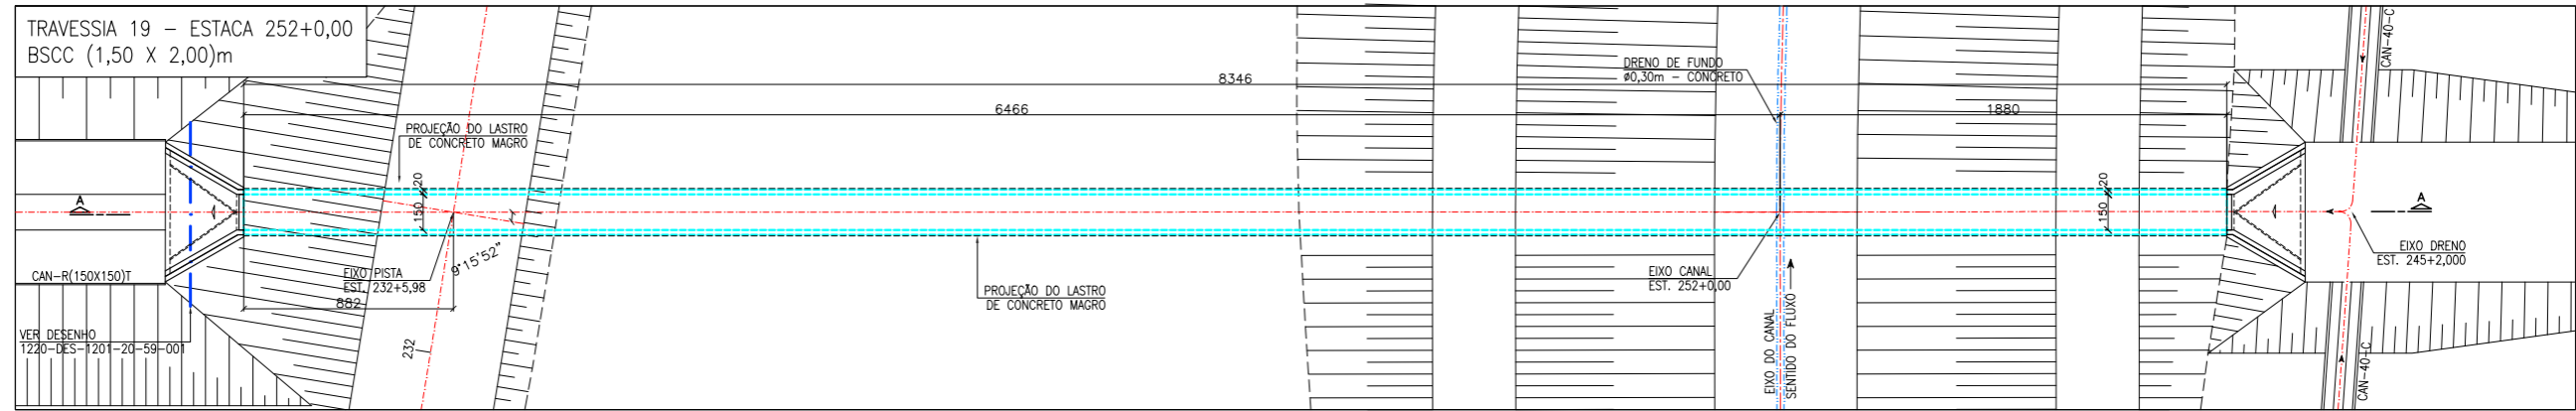 TRAVESSIA 19 – ESTACA 252+0,00
BSCC (1,50 X 2,00)m
8346
6466
1880
DRENO DE FUNDO
ø0,30m – CONCRETO
CAN-40-C
PROJEÇÃO DO LASTRO
DE CONCRETO MAGRO
20
150
20
150
A
A
CAN-R(150X150)T
EIXO PISTA
EST. 232+5,98
882
9°15'52"
PROJEÇÃO DO LASTRO
DE CONCRETO MAGRO
EIXO CANAL
EST. 252+0,00
EIXO DRENO
EST. 245+2,000
VER DESENHO
1220-DES-1201-20-59-001
232
EIXO DO CANAL
SENTIDO DO FLUXO
CAN-40-C